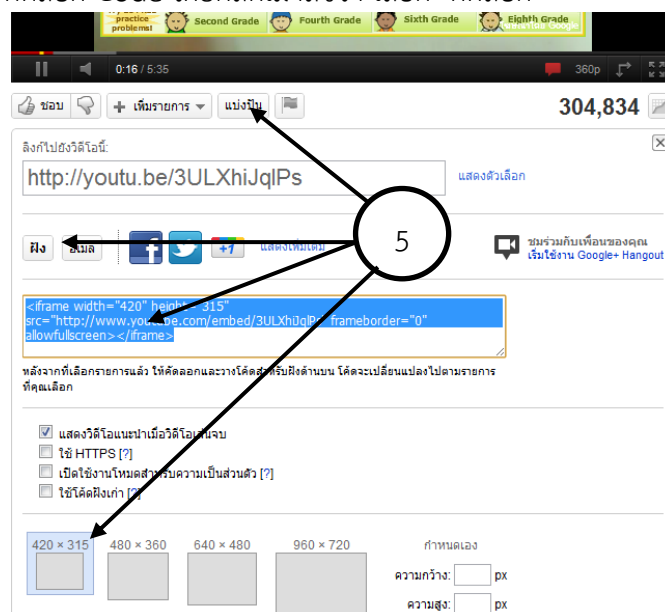 practice
problems!
Second Grade
Fourth Grade
Sixth Grade
Eighth Grade
0:16 / 5:35
360p
ชอบ
เพิ่มรายการ
แบ่งปัน
304,834
ลิงก์ไปยังวิดีโอนี้:
http://youtu.be/3ULXhiJqlPs
แสดงตัวเลือก
5
ฝัง
อีเมล
f
+1
แสดงเพิ่มเติม
ชมร่วมกับเพื่อนของคุณ
เริ่มใช้งาน Google+ Hangout
<iframe width="420" height="315"
src="http://www.youtube.com/embed/3ULXhiJqlPs" frameborder="0"
allowfullscreen></iframe>
หลังจากที่เลือกรายการแล้ว ให้คัดลอกและวางโค้ดสำหรับฝังด้านบน โค้ดจะเปลี่ยนแปลงไปตามรายการ
ที่คุณเลือก
แสดงวิดีโอแนะนำเมื่อวิดีโอเล่นจบ
ใช้ HTTPS [?]
เปิดใช้งานโหมดสำหรับความเป็นส่วนตัว [?]
ใช้โค้ดฝังเก่า [?]
420 × 315
480 × 360
640 × 480
960 × 720
กำหนดเอง
ความกว้าง:
px
ความสูง:
px